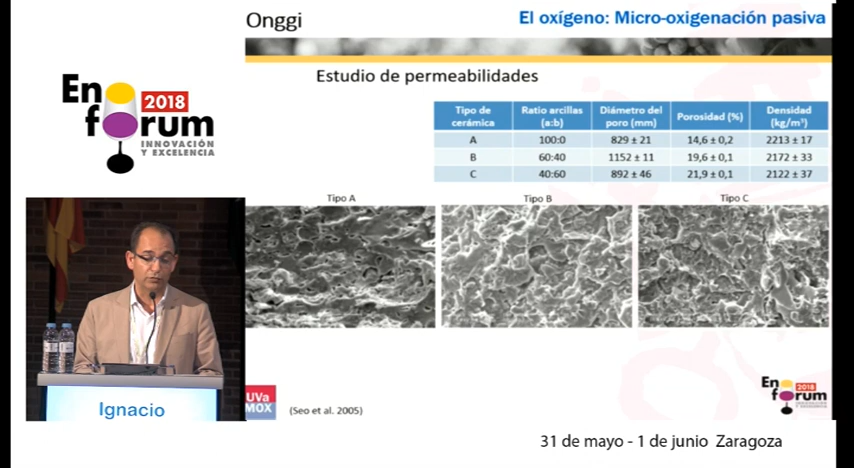 Onggi
El oxígeno: Micro-oxigenación pasiva
Estudio de permeabilidades
En
2018
forum
INNOVACIÓN
Y EXCELENCIA
Tipo de cerámica | Ratio arcillas (a:b) | Diámetro del poro (mm) | Porosidad (%) | Densidad (kg/m³)
A | 100:0 | 829 ± 21 | 14,6 ± 0,2 | 2213 ± 17
B | 60:40 | 1152 ± 11 | 19,6 ± 0,1 | 2172 ± 33
C | 40:60 | 892 ± 46 | 21,9 ± 0,1 | 2122 ± 37
Tipo A
Tipo B
Tipo C
Ignacio
UVa
MOX
(Seo et al. 2005)
En
2018
forum
31 de mayo - 1 de junio Zaragoza